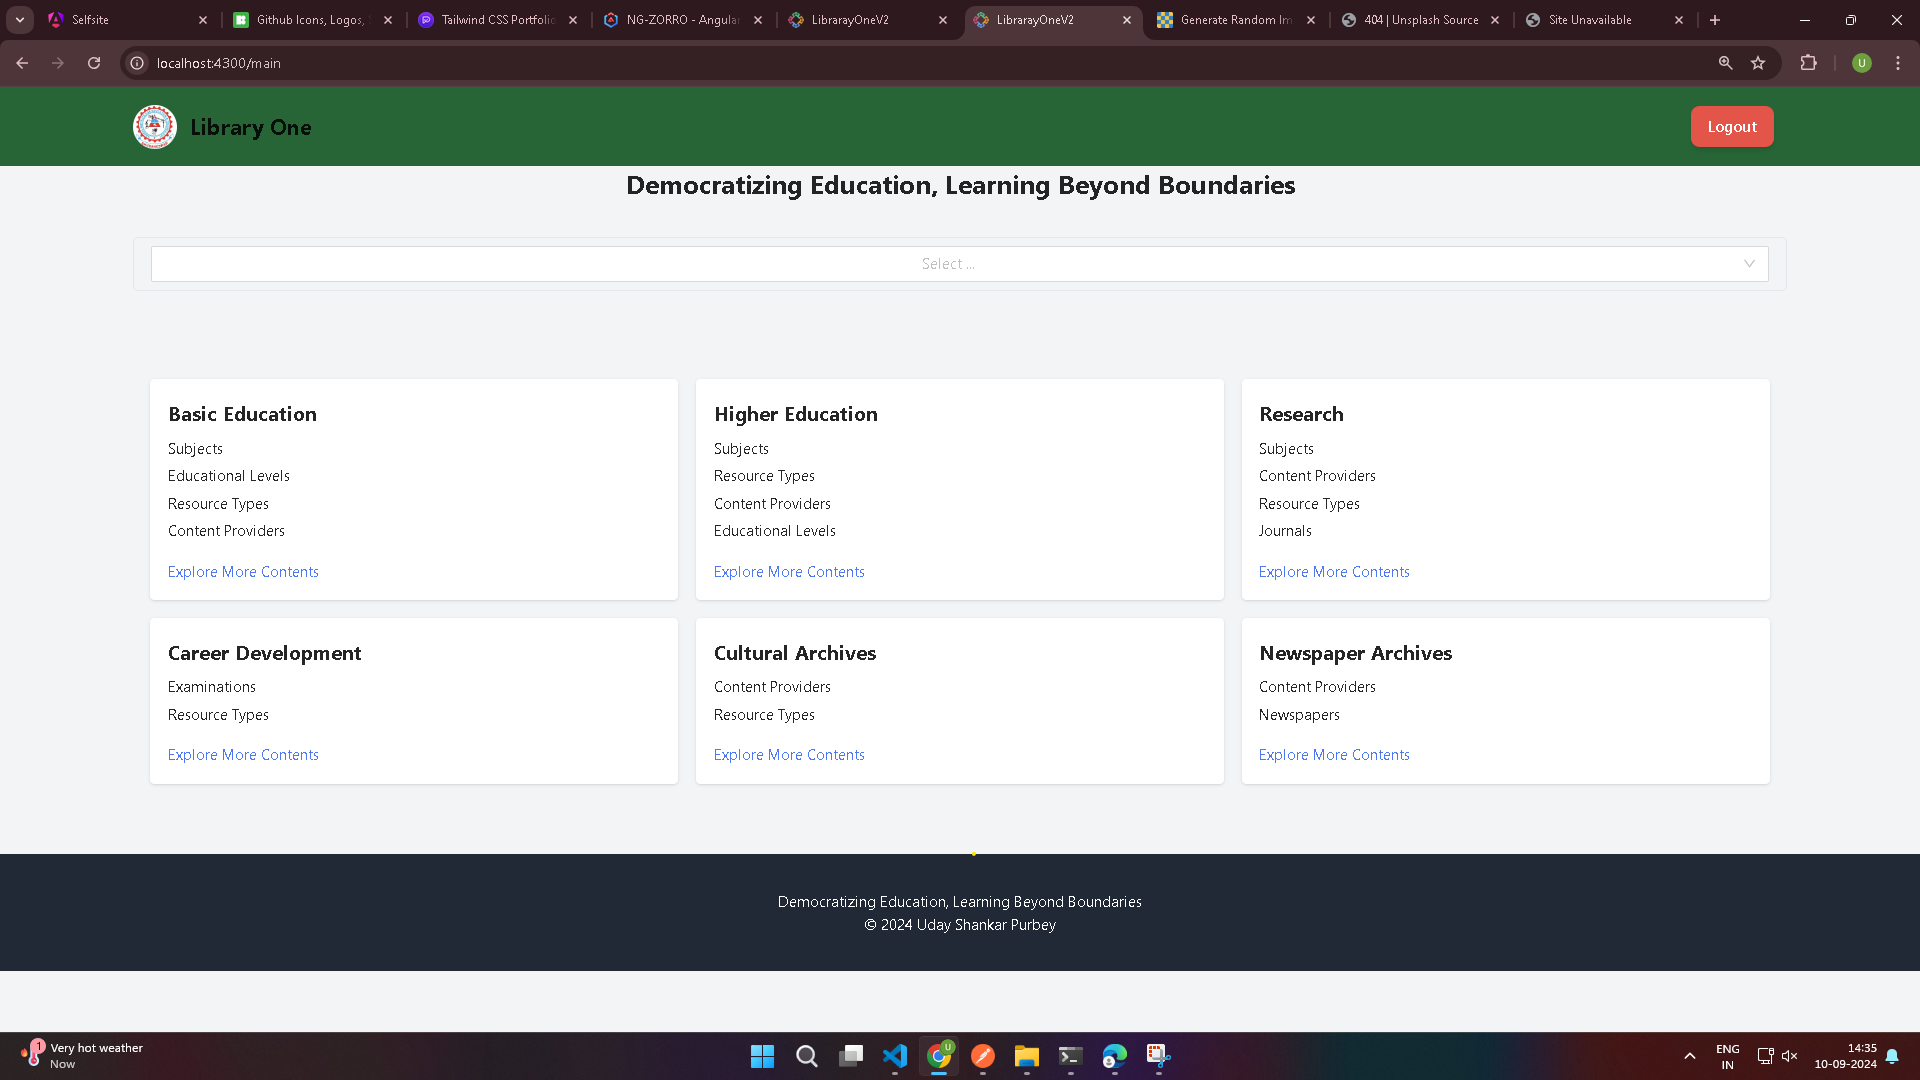 Selfsite
Github Icons, Logos,
Tailwind CSS Portfolio
NG-ZORRO - Angular
LibrarayOneV2
LibrarayOneV2
Generate Random Im
404 | Unsplash Source
Site Unavailable
localhost:4300/main
U
Library One
Logout
Democratizing Education, Learning Beyond Boundaries
Select ...
Basic Education
Subjects
Educational Levels
Resource Types
Content Providers
Explore More Contents
Higher Education
Subjects
Resource Types
Content Providers
Educational Levels
Explore More Contents
Research
Subjects
Content Providers
Resource Types
Journals
Explore More Contents
Career Development
Examinations
Resource Types
Explore More Contents
Cultural Archives
Content Providers
Resource Types
Explore More Contents
Newspaper Archives
Content Providers
Newspapers
Explore More Contents
Democratizing Education, Learning Beyond Boundaries
© 2024 Uday Shankar Purbey
1
Very hot weather
Now
U
ENG
IN
14:35
10-09-2024